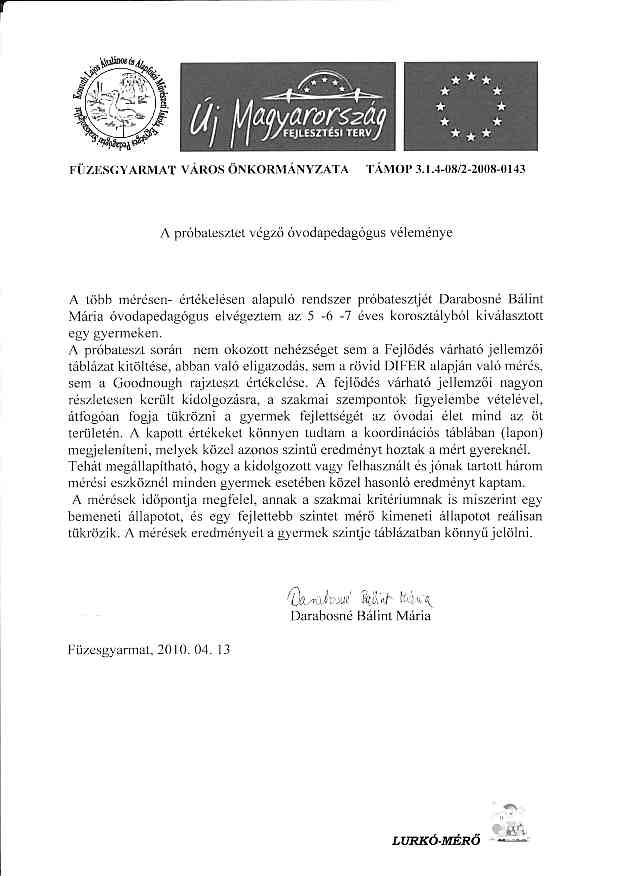 Új Magyarország
FEJLESZTÉSI TERV
FÜZESGYARMAT VÁROS ÖNKORMÁNYZATA TÁMOP 3.1.4-08/2-2008-0143
A próbatesztet végző óvodapedagógus véleménye
A több mérésen- értékelésen alapuló rendszer próbatesztjét Darabosné Bálint
Mária óvodapedagógus elvégeztem az 5 -6 -7 éves korosztályból kiválasztott
egy gyermeken.
A próbateszt során nem okozott nehézséget sem a Fejlődés várható jellemzői
táblázat kitöltése, abban való eligazodás, sem a rövid DIFER alapján való mérés,
sem a Goodnough rajzteszt értékelése. A fejlődés várható jellemzői nagyon
részletesen került kidolgozásra, a szakmai szempontok figyelembe vételével,
átfogóan fogja tükrözni a gyermek fejlettségét az óvodai élet mind az öt
területén. A kapott értékeket könnyen tudtam a koordinációs táblában (lapon)
megjeleníteni, melyek közel azonos szintű eredményt hoztak a mért gyereknél.
Tehát megállapítható, hogy a kidolgozott vagy felhasznált és jónak tartott három
mérési eszköznél minden gyermek esetében közel hasonló eredményt kaptam.
A mérések időpontja megfelel, annak a szakmai kritériumnak is miszerint egy
bemeneti állapotot, és egy fejlettebb szintet mérő kimeneti állapotot reálisan
tükrözik. A mérések eredményeit a gyermek szintje táblázatban könnyű jelölni.
Darabosné Bálint Mária
Darabosné Bálint Mária
Füzesgyarmat, 2010. 04. 13
LURKÓ-MÉRŐ